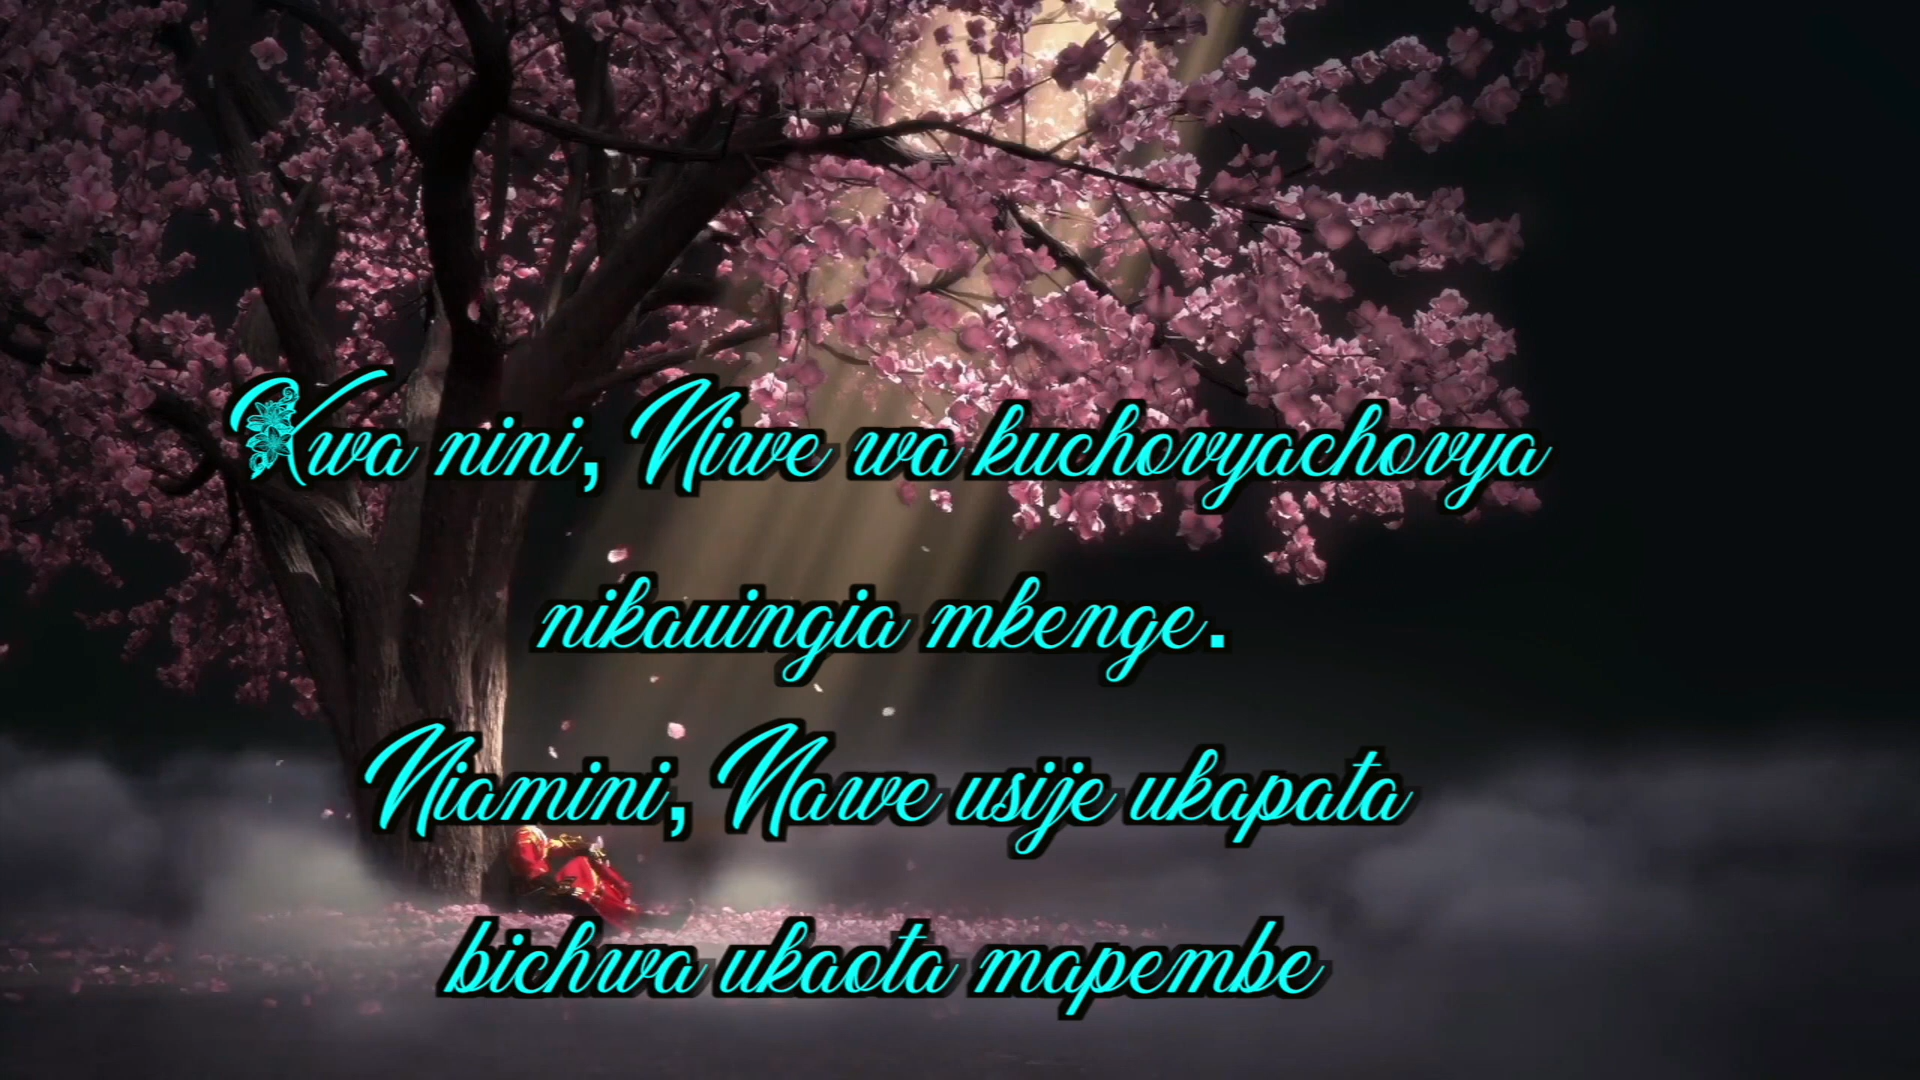 Kwa nini, Niwe wa kuchovyachovya
nikauingia mkenge.
Niamini, Nawe usije ukapata
bichwa ukaota mapembe